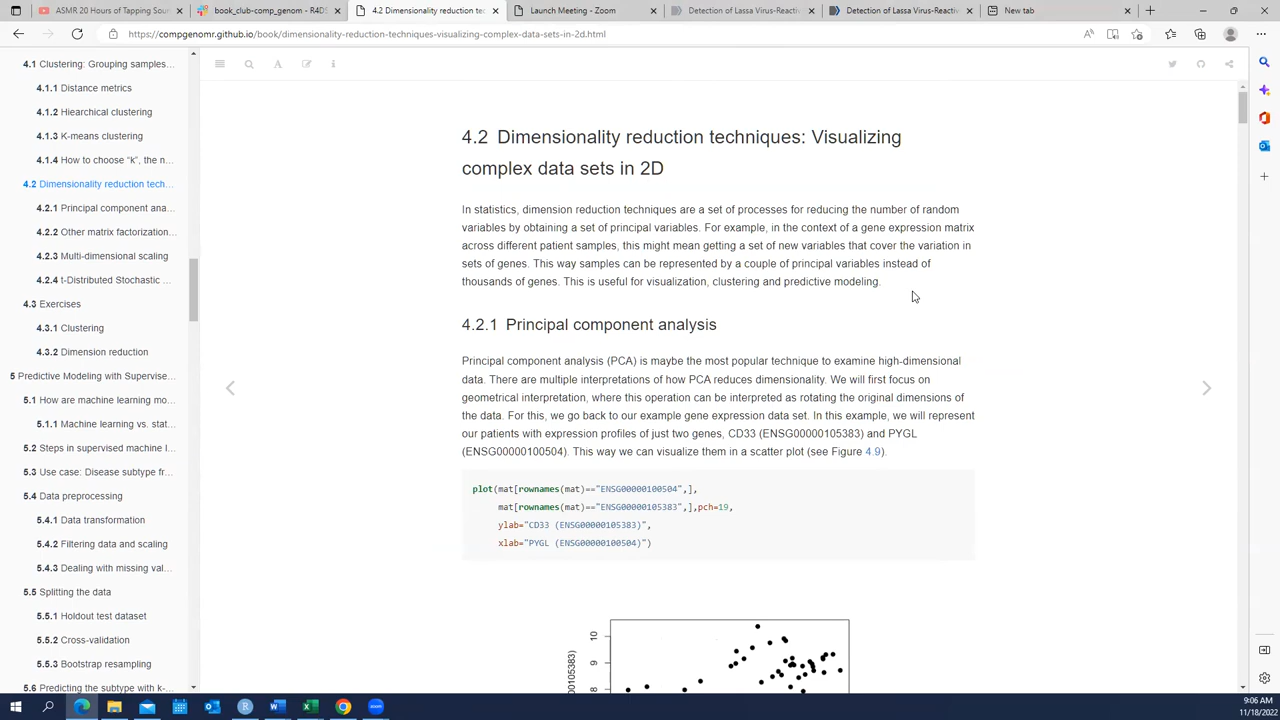 ASMR 20 Hours of Tapping Soun
book_club-comp_genom - R4DE
4.2 Dimensionality reduction tec
Launch Meeting - Zoom
Detection of Lassa Virus-Reactiv
Detection of Lassa Virus-Reactiv
New tab
https://compgenomr.github.io/book/dimensionality-reduction-techniques-visualizing-complex-data-sets-in-2d.html
4.1 Clustering: Grouping samples...
4.1.1 Distance metrics
4.1.2 Hiearchical clustering
4.1.3 K-means clustering
4.1.4 How to choose “k”, the n...
4.2 Dimensionality reduction tech...
4.2.1 Principal component ana...
4.2.2 Other matrix factorization...
4.2.3 Multi-dimensional scaling
4.2.4 t-Distributed Stochastic ...
4.3 Exercises
4.3.1 Clustering
4.3.2 Dimension reduction
5 Predictive Modeling with Supervise...
5.1 How are machine learning mo...
5.1.1 Machine learning vs. stat...
5.2 Steps in supervised machine l...
5.3 Use case: Disease subtype fr...
5.4 Data preprocessing
5.4.1 Data transformation
5.4.2 Filtering data and scaling
5.4.3 Dealing with missing val...
5.5 Splitting the data
5.5.1 Holdout test dataset
5.5.2 Cross-validation
5.5.3 Bootstrap resampling
5.6 Predicting the subtype with k-
4.2 Dimensionality reduction techniques: Visualizing
complex data sets in 2D
In statistics, dimension reduction techniques are a set of processes for reducing the number of random
variables by obtaining a set of principal variables. For example, in the context of a gene expression matrix
across different patient samples, this might mean getting a set of new variables that cover the variation in
sets of genes. This way samples can be represented by a couple of principal variables instead of
thousands of genes. This is useful for visualization, clustering and predictive modeling.
4.2.1 Principal component analysis
Principal component analysis (PCA) is maybe the most popular technique to examine high-dimensional
data. There are multiple interpretations of how PCA reduces dimensionality. We will first focus on
geometrical interpretation, where this operation can be interpreted as rotating the original dimensions of
the data. For this, we go back to our example gene expression data set. In this example, we will represent
our patients with expression profiles of just two genes, CD33 (ENSG00000105383) and PYGL
(ENSG00000100504). This way we can visualize them in a scatter plot (see Figure 4.9).
plot(mat[rownames(mat)=="ENSG00000100504",],
mat[rownames(mat)=="ENSG00000105383",],pch=19,
ylab="CD33 (ENSG00000105383)",
xlab="PYGL (ENSG00000100504)")
10
9
8
00105383)
9:06 AM
11/18/2022